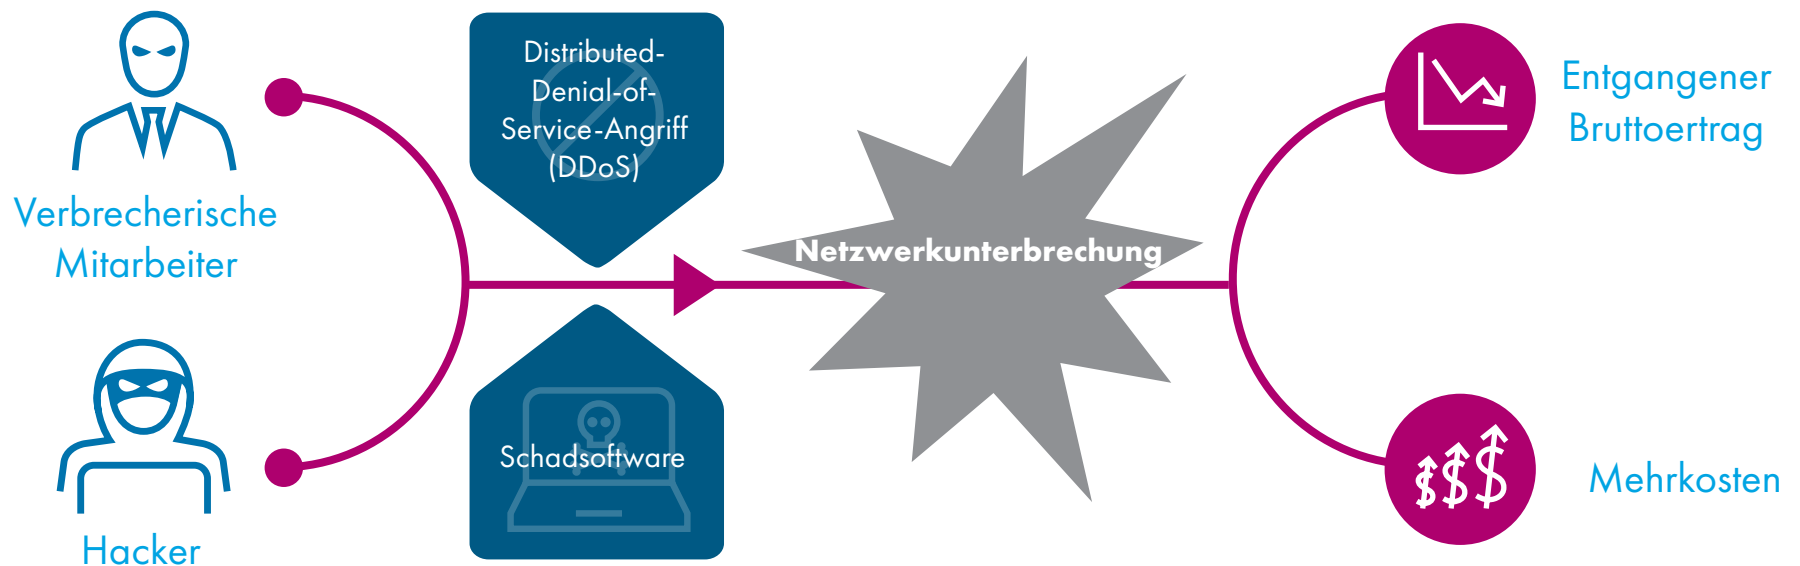 Verbrecherische
Mitarbeiter
Hacker
Distributed-
Denial-of-
Service-Angriff
(DDoS)
Schadsoftware
Netzwerkunterbrechung
Entgangener
Bruttoertrag
Mehrkosten